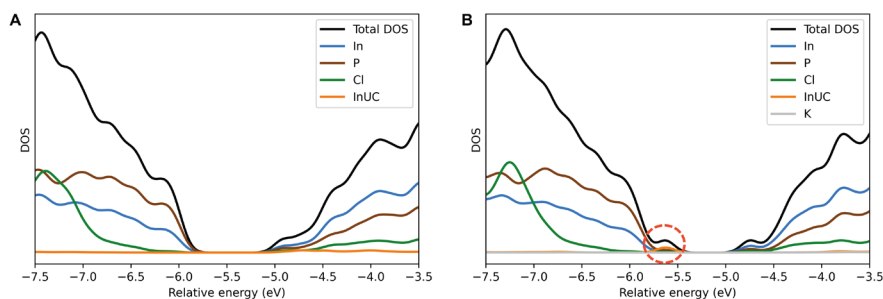 A
DOS
Total DOS
In
P
Cl
InUC
−7.5 −7.0 −6.5 −6.0 −5.5 −5.0 −4.5 −4.0 −3.5
Relative energy (eV)
B
DOS
Total DOS
In
P
Cl
InUC
K
−7.5 −7.0 −6.5 −6.0 −5.5 −5.0 −4.5 −4.0 −3.5
Relative energy (eV)